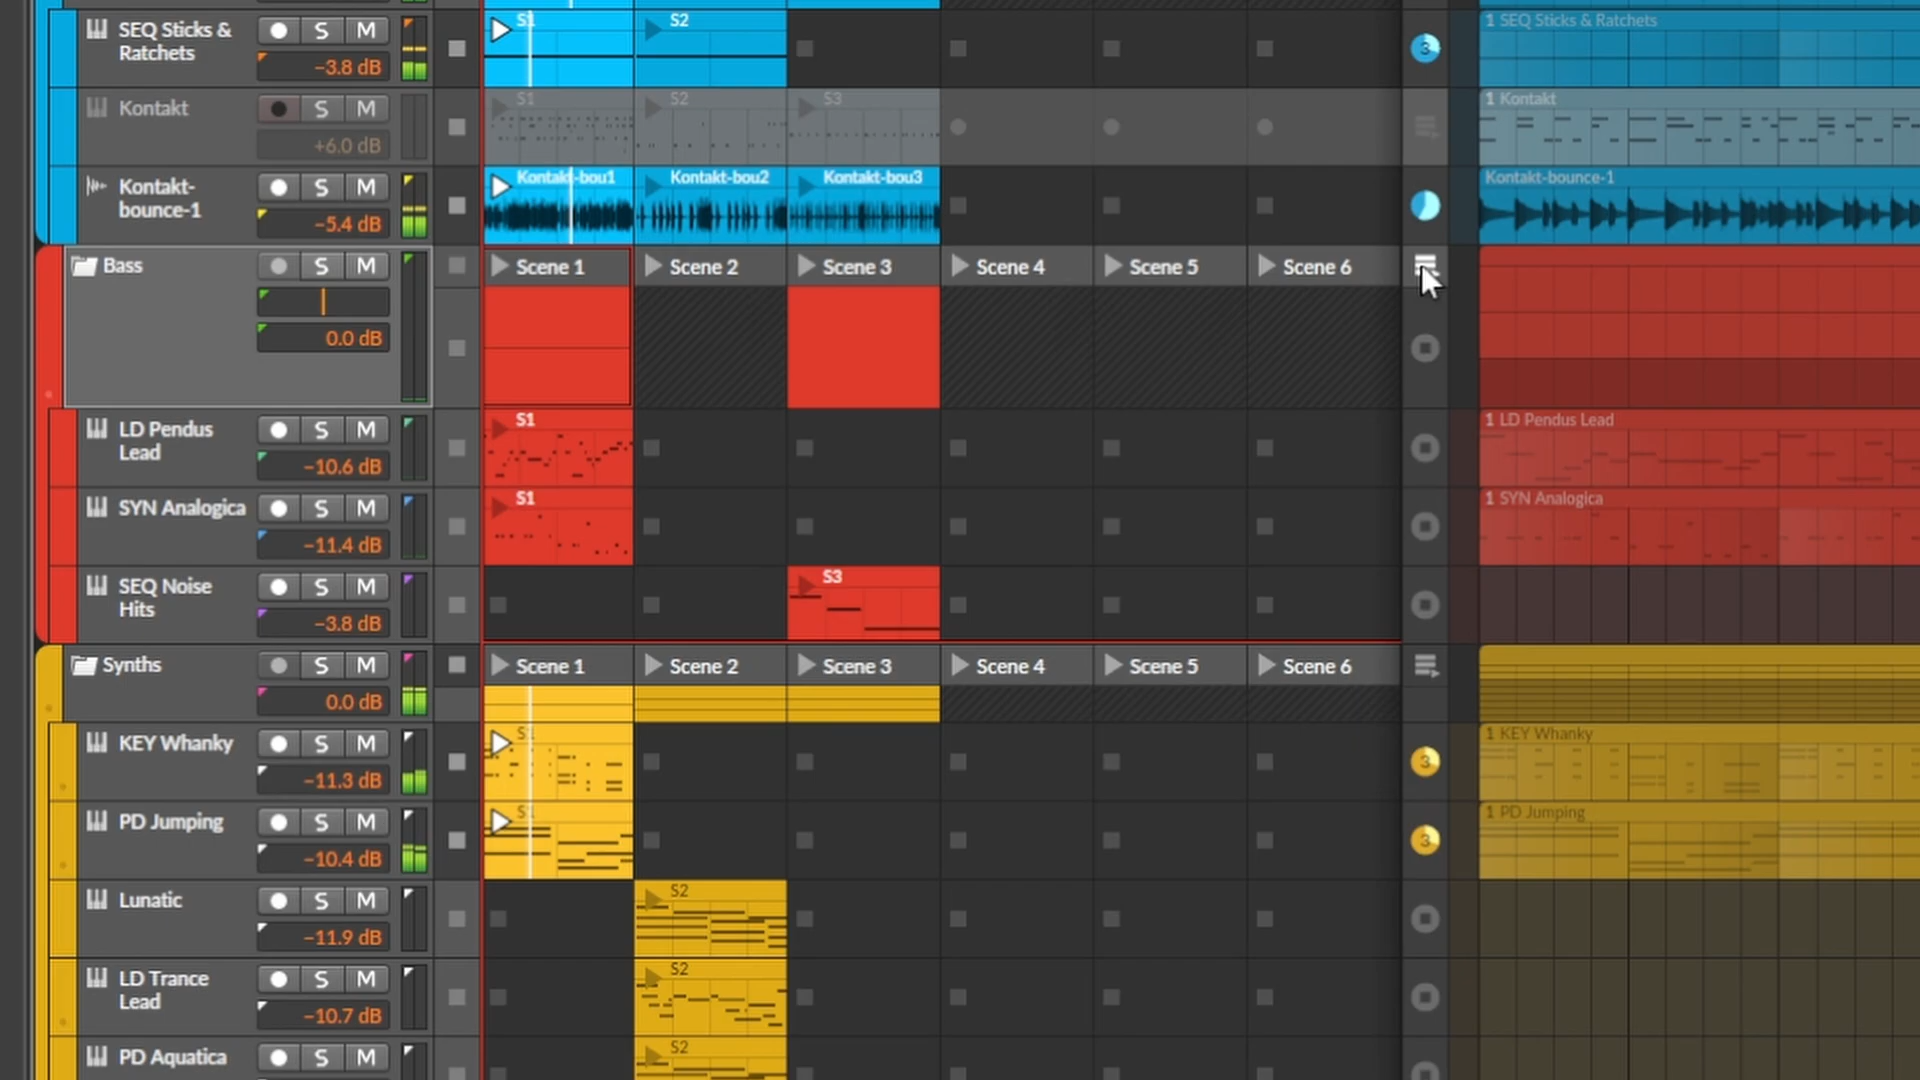 SEQ Sticks &
Ratchets
S M
-3.8 dB
S1
S2
3
1 SEQ Sticks & Ratchets
Kontakt
S M
+6.0 dB
S1
S2
S3
1 Kontakt
Kontakt-
bounce-1
S M
-5.4 dB
Kontakt-bou1
Kontakt-bou2
Kontakt-bou3
Kontakt-bounce-1
Bass
S M
0.0 dB
Scene 1
Scene 2
Scene 3
Scene 4
Scene 5
Scene 6
LD Pendus
Lead
S M
-10.6 dB
S1
1 LD Pendus Lead
SYN Analogica
S M
-11.4 dB
S1
1 SYN Analogica
SEQ Noise
Hits
S M
-3.8 dB
S3
Synths
S M
0.0 dB
Scene 1
Scene 2
Scene 3
Scene 4
Scene 5
Scene 6
KEY Whanky
S M
-11.3 dB
S1
3
1 KEY Whanky
PD Jumping
S M
-10.4 dB
S1
3
1 PD Jumping
Lunatic
S M
-11.9 dB
S2
LD Trance
Lead
S M
-10.7 dB
S2
PD Aquatica
S M
S2